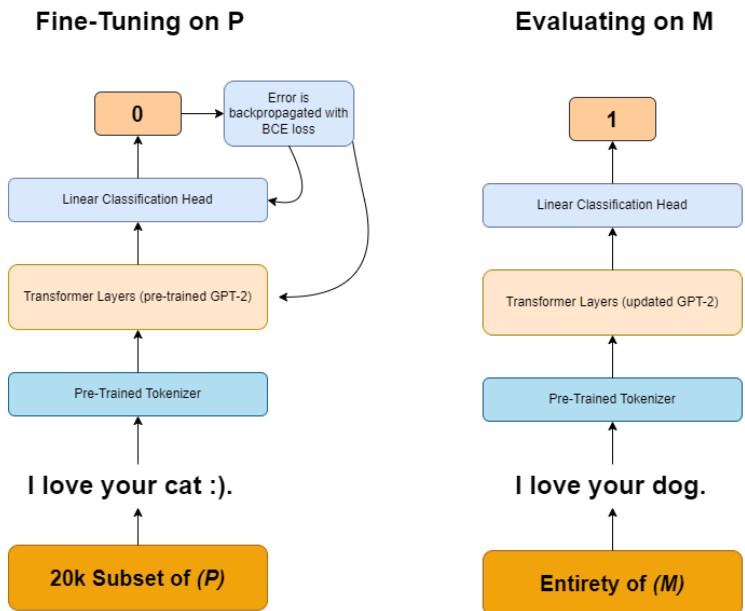 Fine-Tuning on P
0
Error is
backpropagated with
BCE loss
Linear Classification Head
Transformer Layers (pre-trained GPT-2)
Pre-Trained Tokenizer
I love your cat :).
20k Subset of (P)
Evaluating on M
1
Linear Classification Head
Transformer Layers (updated GPT-2)
Pre-Trained Tokenizer
I love your dog.
Entirety of (M)